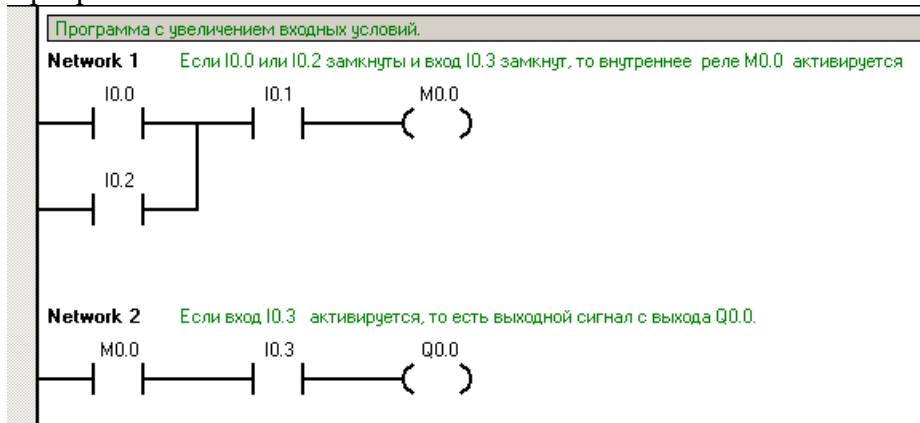 Программа с увеличением входных условий.
Network 1 Если I0.0 или I0.2 замкнуты и вход I0.3 замкнут, то внутреннее реле M0.0 активируется
I0.0 I0.1 M0.0
I0.2
Network 2 Если вход I0.3 активируется, то есть выходной сигнал с выхода Q0.0.
M0.0 I0.3 Q0.0